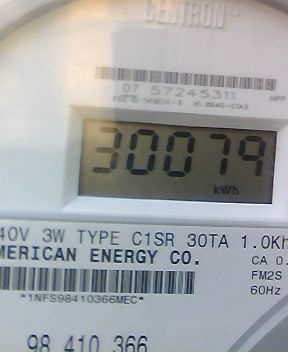 CENTRON®
07 57245311
30079
kWh
40V 3W TYPE C1SR 30TA 1.0Kh
MERICAN ENERGY CO.
CA 0.
FM2S
*1NFS98410366MEC*
60Hz
98 410 366